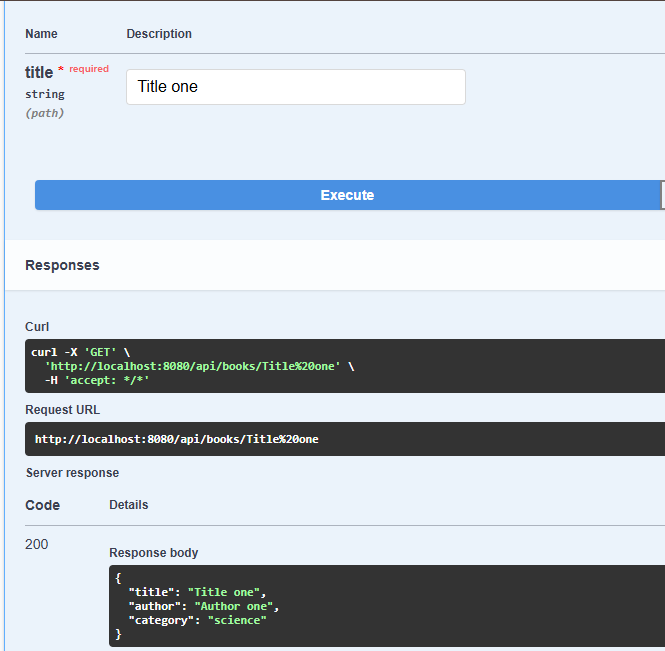 Name Description
title * required
string
(path)
Title one
Execute
Responses
Curl
curl -X 'GET' \
  'http://localhost:8080/api/books/Title%20one' \
  -H 'accept: */*'
Request URL
http://localhost:8080/api/books/Title%20one
Server response
Code Details
200
Response body
{
  "title": "Title one",
  "author": "Author one",
  "category": "science"
}